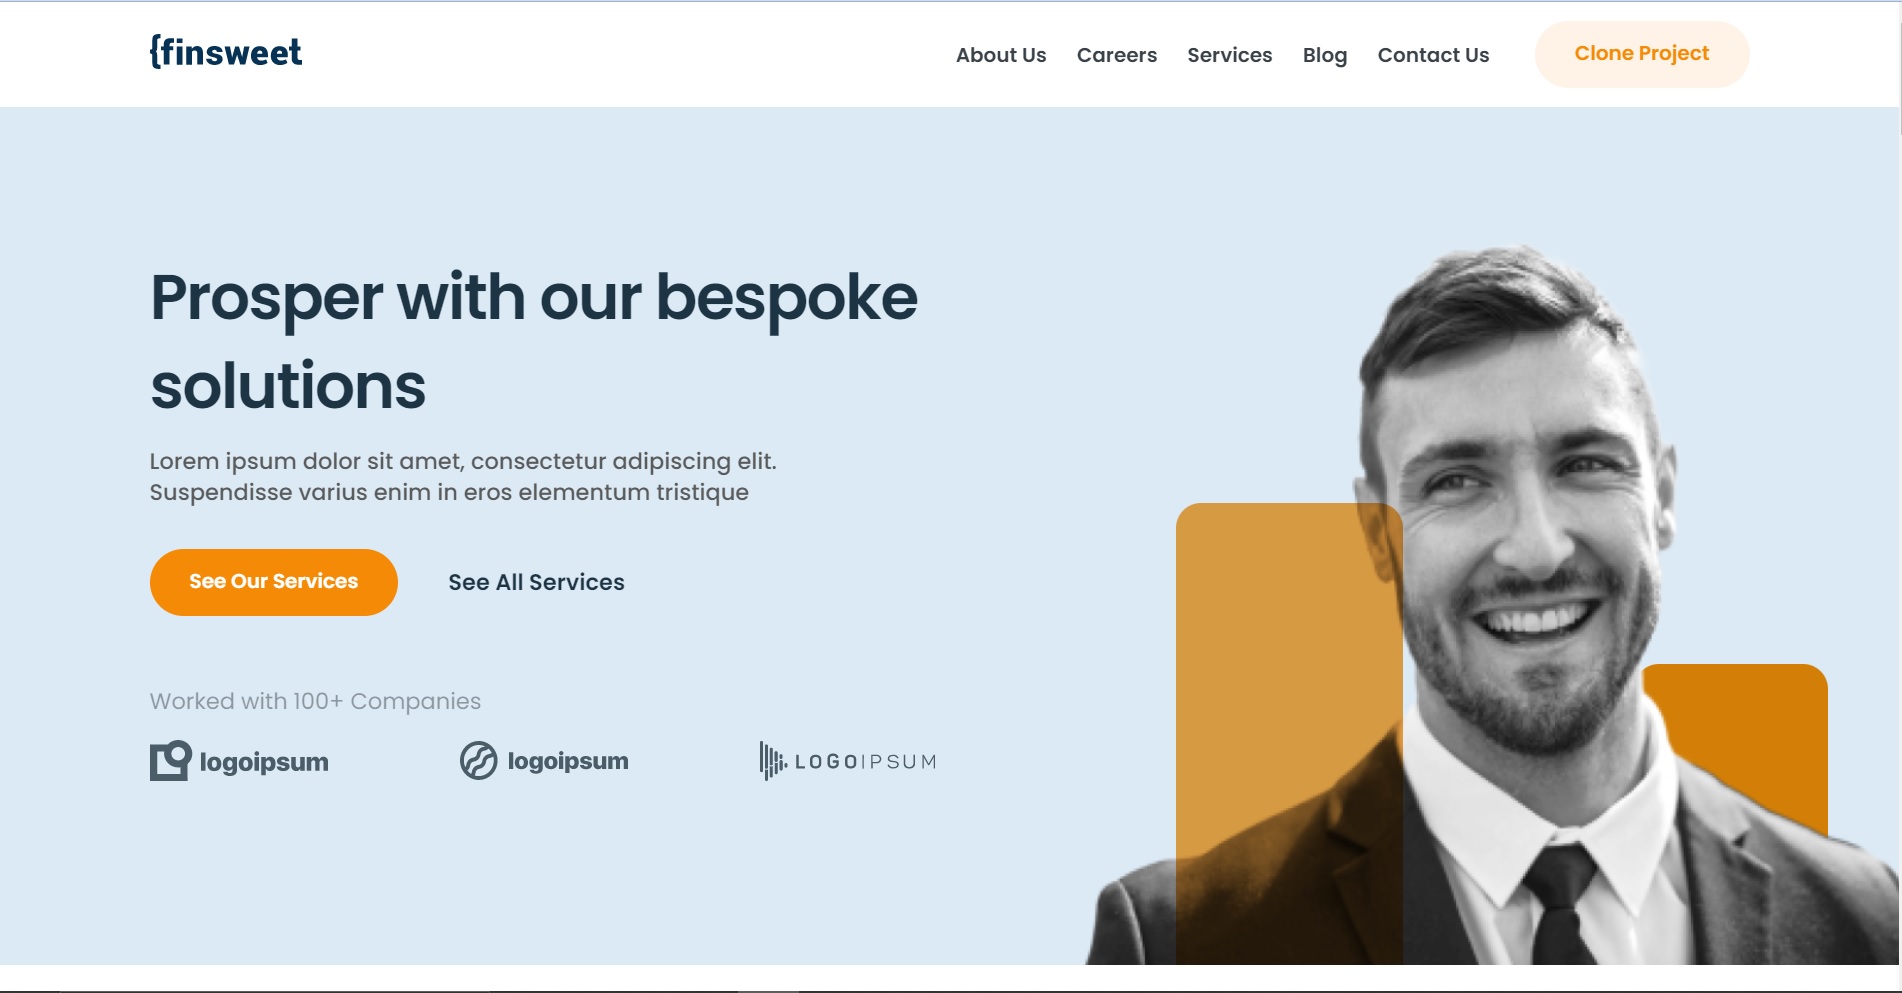 {finsweet
About Us Careers Services Blog Contact Us Clone Project
Prosper with our bespoke
solutions
Lorem ipsum dolor sit amet, consectetur adipiscing elit.
Suspendisse varius enim in eros elementum tristique
See Our Services See All Services
Worked with 100+ Companies
logoipsum logoipsum LOGOIPSUM